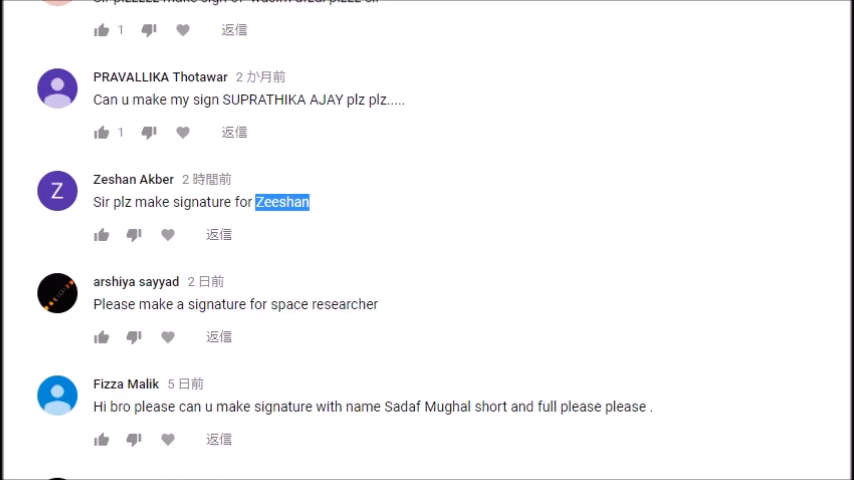 1 返信
PRAVALLIKA Thotawar 2 か月前
Can u make my sign SUPRATHIKA AJAY plz plz.....
1 返信
Z
Zeshan Akber 2 時間前
Sir plz make signature for Zeeshan
返信
arshiya sayyad 2 日前
Please make a signature for space researcher
返信
Fizza Malik 5 日前
Hi bro please can u make signature with name Sadaf Mughal short and full please please .
返信